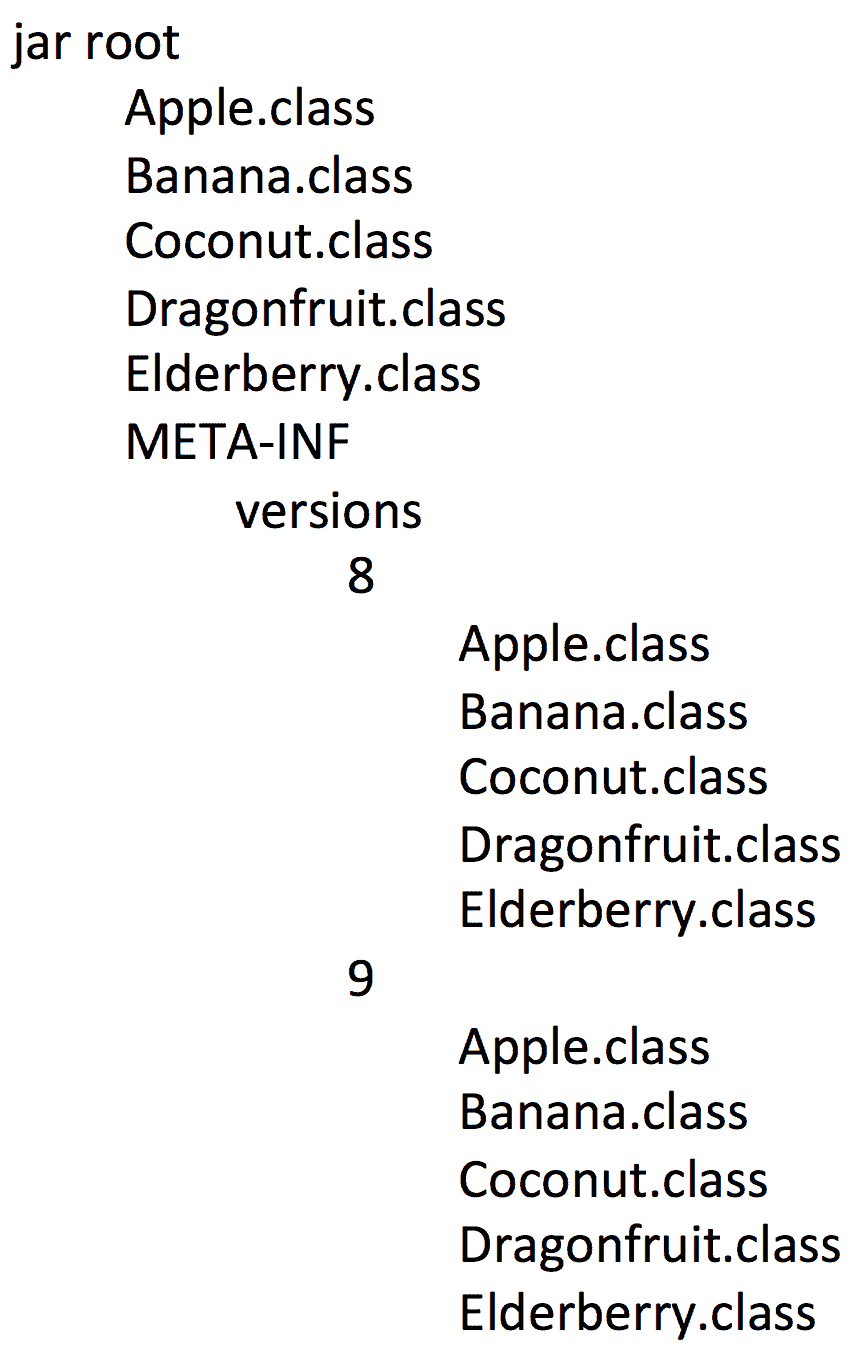 jar root
Apple.class
Banana.class
Coconut.class
Dragonfruit.class
Elderberry.class
META-INF
versions
8
Apple.class
Banana.class
Coconut.class
Dragonfruit.class
Elderberry.class
9
Apple.class
Banana.class
Coconut.class
Dragonfruit.class
Elderberry.class